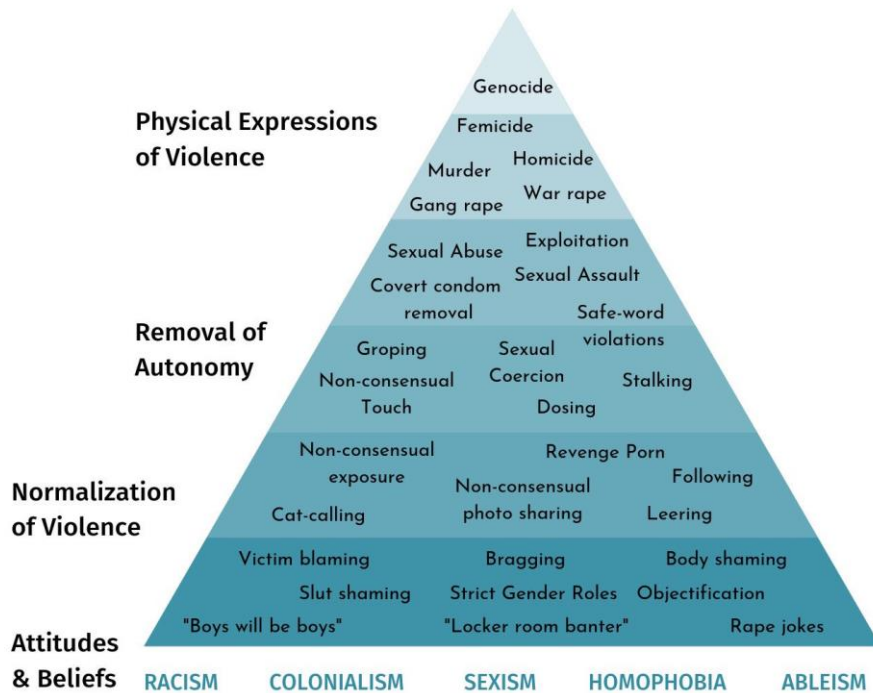 Genocide
Physical Expressions
of Violence
Femicide
Homicide
Murder
War rape
Gang rape
Exploitation
Sexual Abuse
Sexual Assault
Covert condom
removal
Safe-word
violations
Removal of
Autonomy
Groping
Sexual
Coercion
Stalking
Non-consensual
Touch
Dosing
Non-consensual
exposure
Revenge Porn
Following
Normalization
of Violence
Non-consensual
photo sharing
Cat-calling
Leering
Victim blaming
Bragging
Body shaming
Slut shaming
Strict Gender Roles
Objectification
"Boys will be boys"
"Locker room banter"
Rape jokes
Attitudes
& Beliefs
RACISM
COLONIALISM
SEXISM
HOMOPHOBIA
ABLEISM